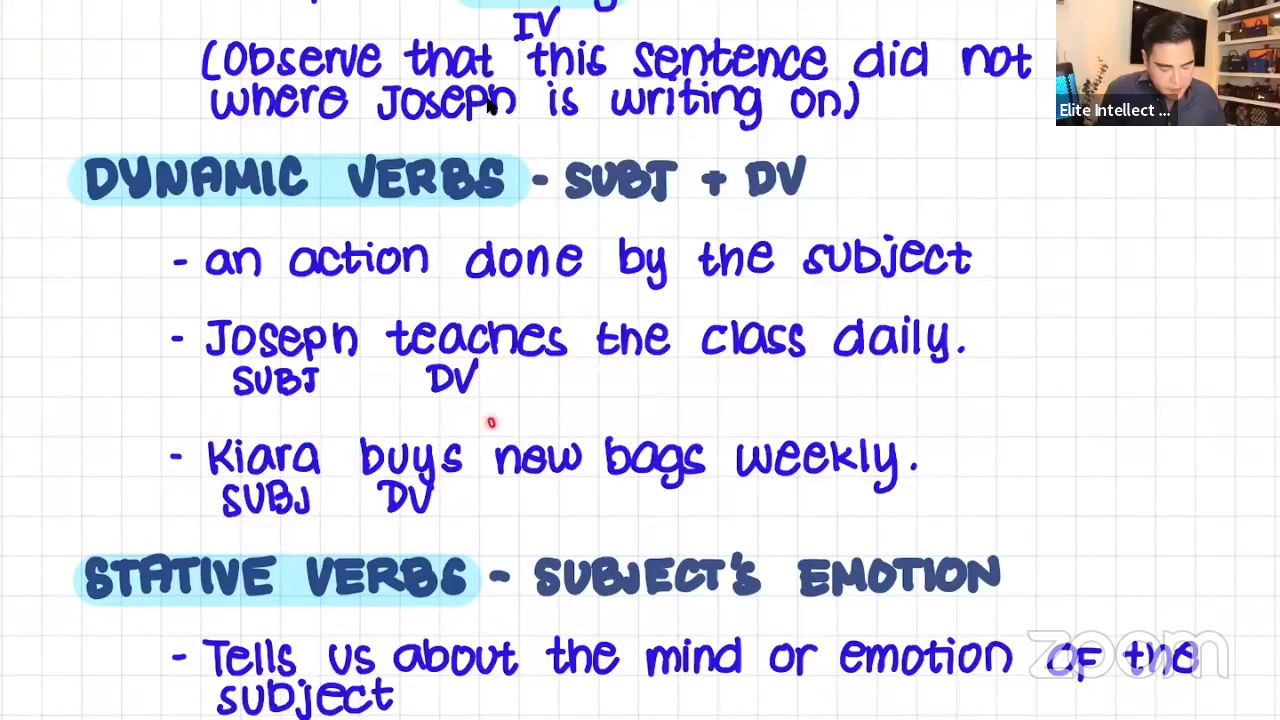 IV
(Observe that this sentence did not
where Joseph is writing on)
Elite Intellect ...
DYNAMIC VERBS - SUBJ + DV
- an action done by the subject
- Joseph teaches the class daily.
SUBJ DV
- Kiara buys new bags weekly.
SUBJ DV
STATIVE VERBS - SUBJECT'S EMOTION
- Tells us about the mind or emotion of the
subject
zoom